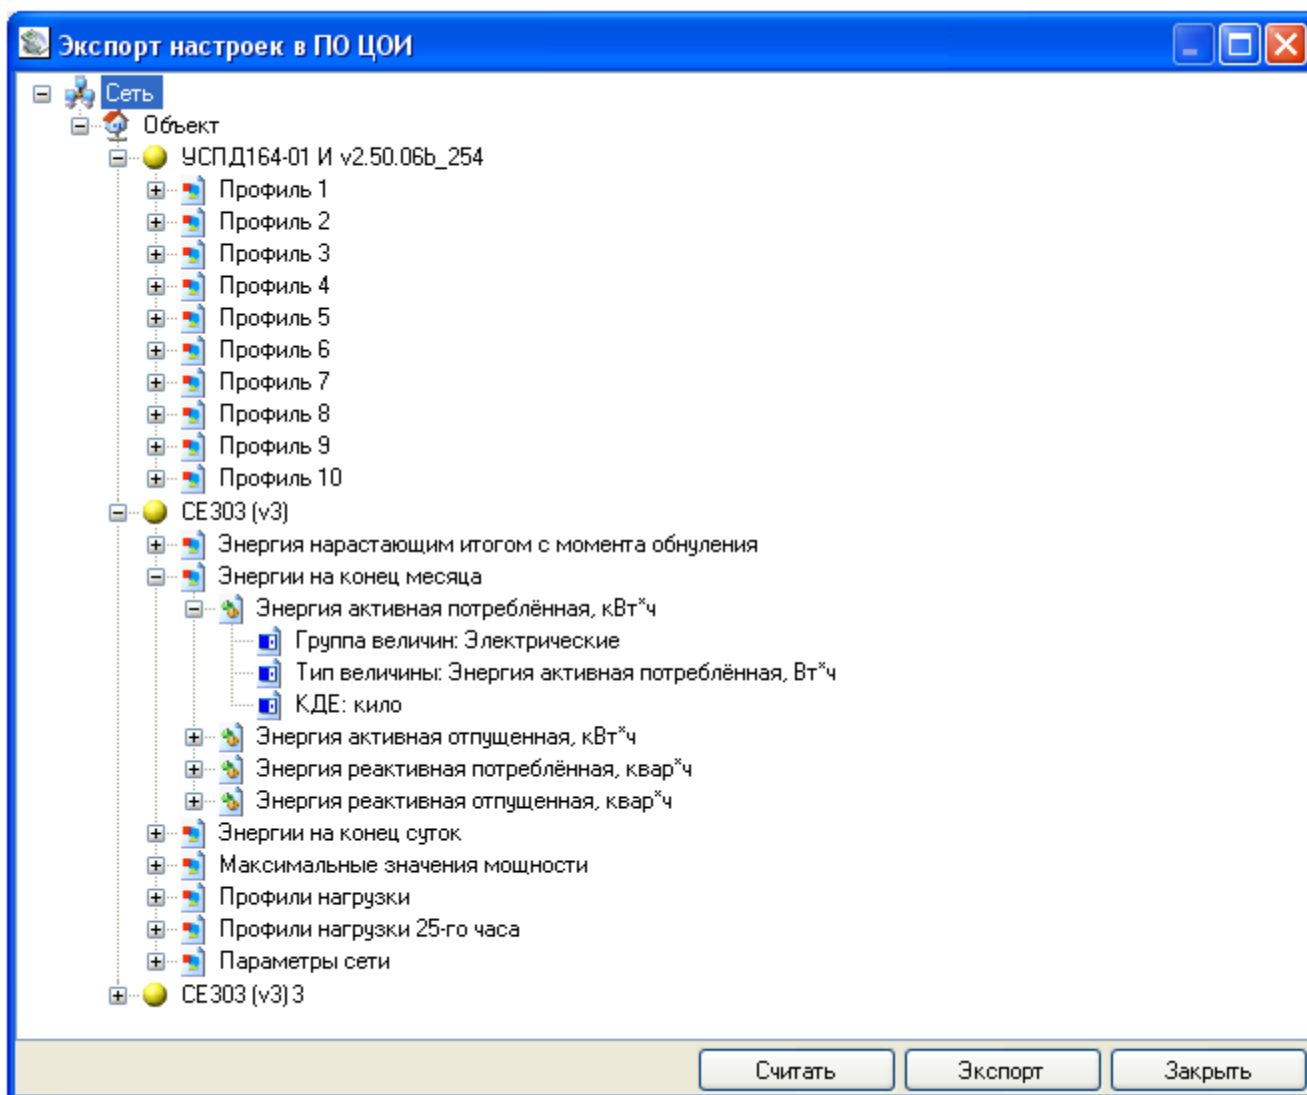 Экспорт настроек в ПО ЦОИ
Сеть
Объект
УСПД164-01 И v2.50.06b_254
Профиль 1
Профиль 2
Профиль 3
Профиль 4
Профиль 5
Профиль 6
Профиль 7
Профиль 8
Профиль 9
Профиль 10
СЕ303 (v3)
Энергия нарастающим итогом с момента обнуления
Энергии на конец месяца
Энергия активная потреблённая, кВт*ч
Группа величин: Электрические
Тип величины: Энергия активная потреблённая, Вт*ч
КДЕ: кило
Энергия активная отпущенная, кВт*ч
Энергия реактивная потреблённая, квар*ч
Энергия реактивная отпущенная, квар*ч
Энергии на конец суток
Максимальные значения мощности
Профили нагрузки
Профили нагрузки 25-го часа
Параметры сети
СЕ303 (v3) 3
Считать Экспорт Закрыть